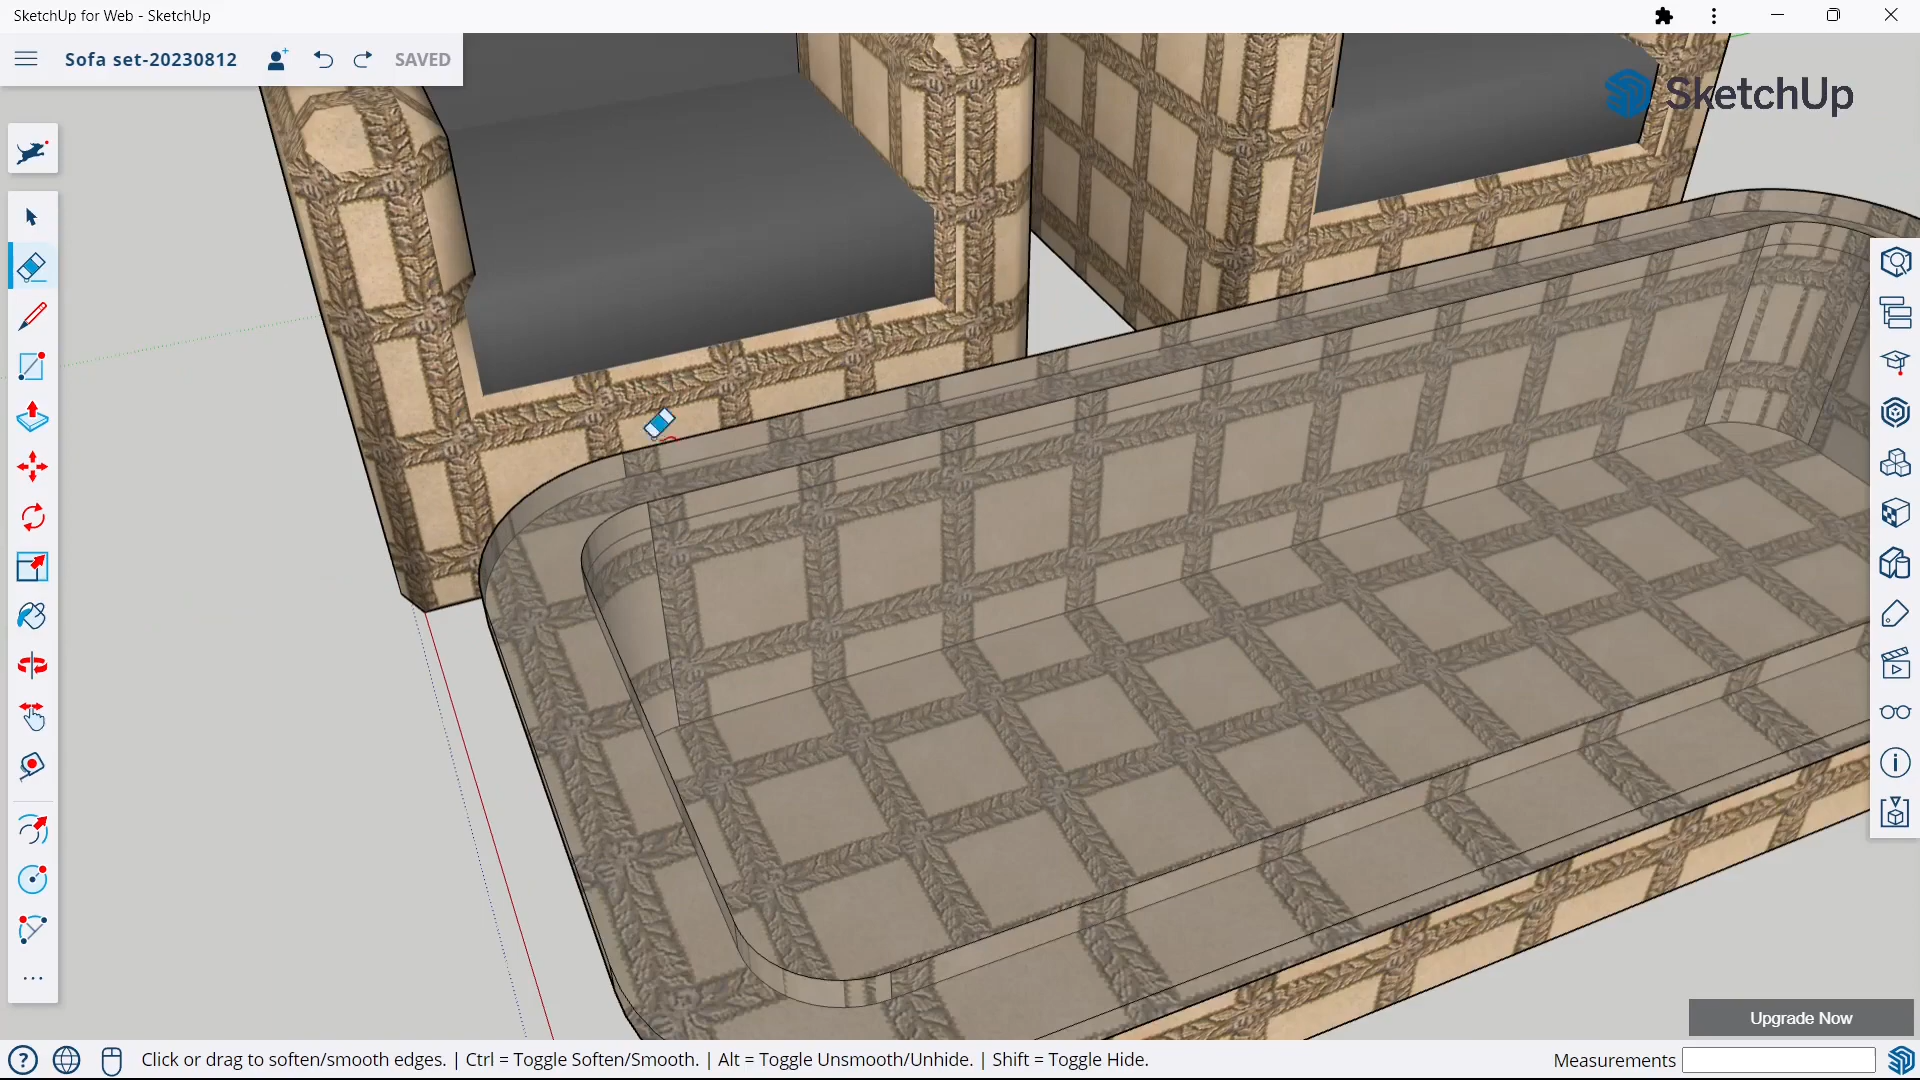 SketchUp for Web - SketchUp
Sofa set-20230812
SAVED
SketchUp
Upgrade Now
Click or drag to soften/smooth edges. | Ctrl = Toggle Soften/Smooth. | Alt = Toggle Unsmooth/Unhide. | Shift = Toggle Hide.
Measurements